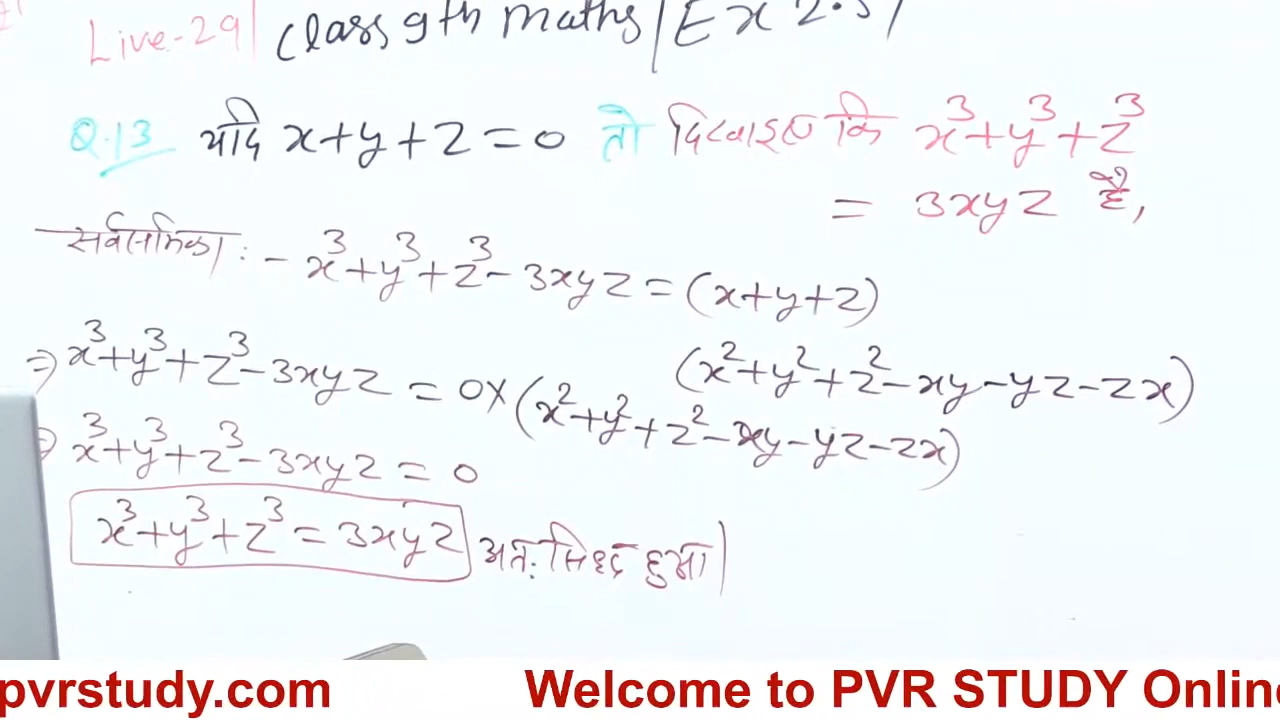 Live-29| Class 9th maths | Ex 2.5 |
Q.13 यदि x+y+z=0 तो दिखाइए कि x³+y³+z³
= 3xyz है,
सर्वसमिका :- x³+y³+z³-3xyz = (x+y+z)
(x²+y²+z²-xy-yz-zx)
⇒ x³+y³+z³-3xyz = 0×(x²+y²+z²-xy-yz-zx)
⇒ x³+y³+z³-3xyz = 0
x³+y³+z³ = 3xyz अतः सिद्ध हुआ।
pvrstudy.com Welcome to PVR STUDY Online